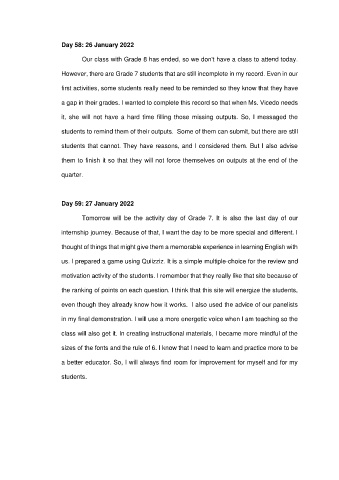 Day 58: 26 January 2022
Our class with Grade 8 has ended, so we don't have a class to attend today.
However, there are Grade 7 students that are still incomplete in my record. Even in our
first activities, some students really need to be reminded so they know that they have
a gap in their grades. I wanted to complete this record so that when Ms. Vicedo needs
it, she will not have a hard time filling those missing outputs. So, I messaged the
students to remind them of their outputs. Some of them can submit, but there are still
students that cannot. They have reasons, and I considered them. But I also advise
them to finish it so that they will not force themselves on outputs at the end of the
quarter.
Day 59: 27 January 2022
Tomorrow will be the activity day of Grade 7. It is also the last day of our
internship journey. Because of that, I want the day to be more special and different. I
thought of things that might give them a memorable experience in learning English with
us. I prepared a game using Quizziz. It is a simple multiple-choice for the review and
motivation activity of the students. I remember that they really like that site because of
the ranking of points on each question. I think that this site will energize the students,
even though they already know how it works. I also used the advice of our panelists
in my final demonstration. I will use a more energetic voice when I am teaching so the
class will also get it. In creating instructional materials, I became more mindful of the
sizes of the fonts and the rule of 6. I know that I need to learn and practice more to be
a better educator. So, I will always find room for improvement for myself and for my
students.